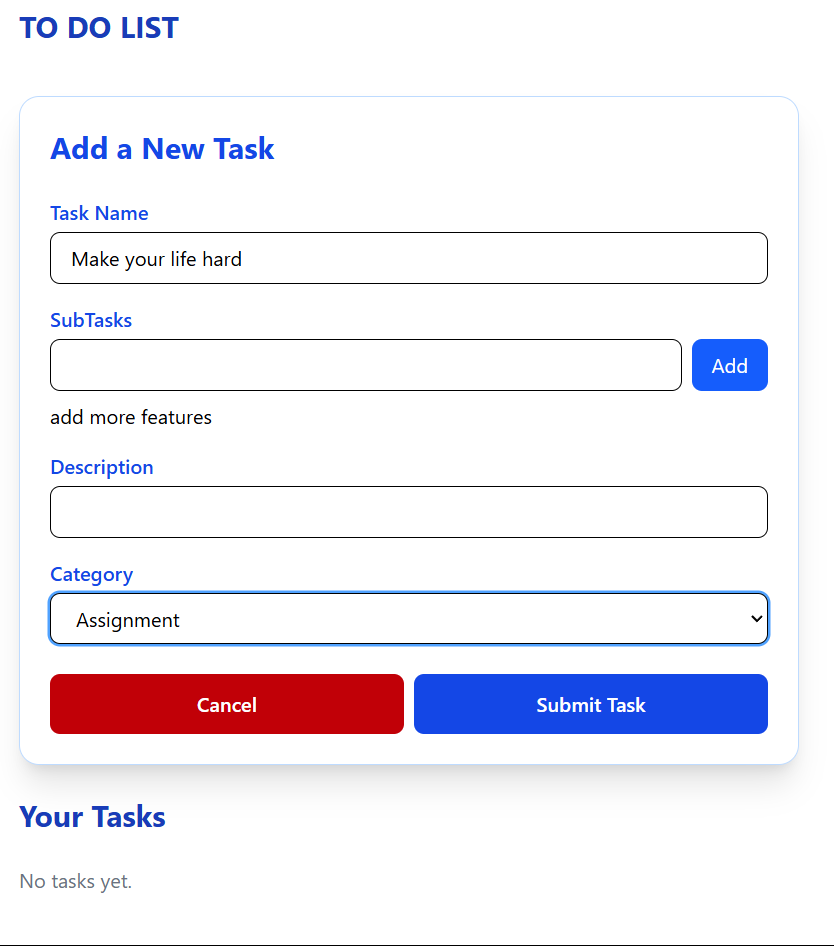 TO DO LIST
Add a New Task
Task Name
Make your life hard
SubTasks
Add
add more features
Description
Category
Assignment
Cancel
Submit Task
Your Tasks
No tasks yet.